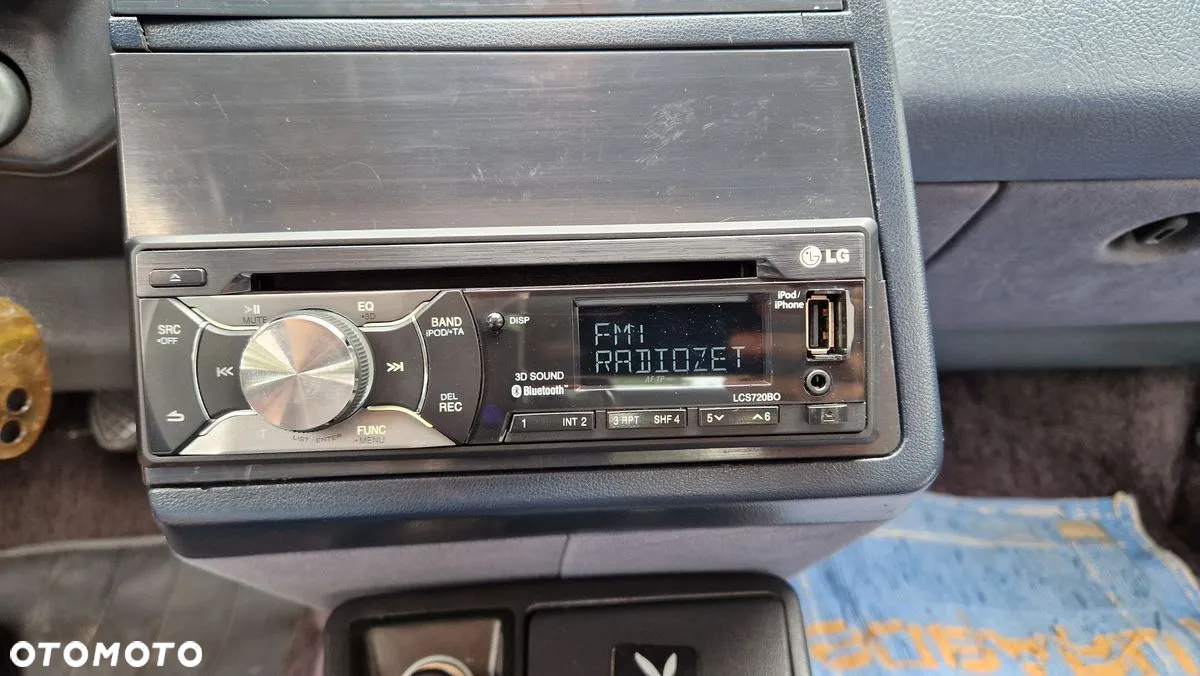 LG
iPod/
iPhone
SRC
•OFF
>II
MUTE
EQ
•3D
BAND
iPOD/•TA
DISP
FM1
RADIOZET
AF TP
3D SOUND
Bluetooth™
LCS720BO
DEL
REC
1 INT 2 3 RPT SHF 4 5 6
LIST / ENTER
FUNC
•MENU
OTOMOTO